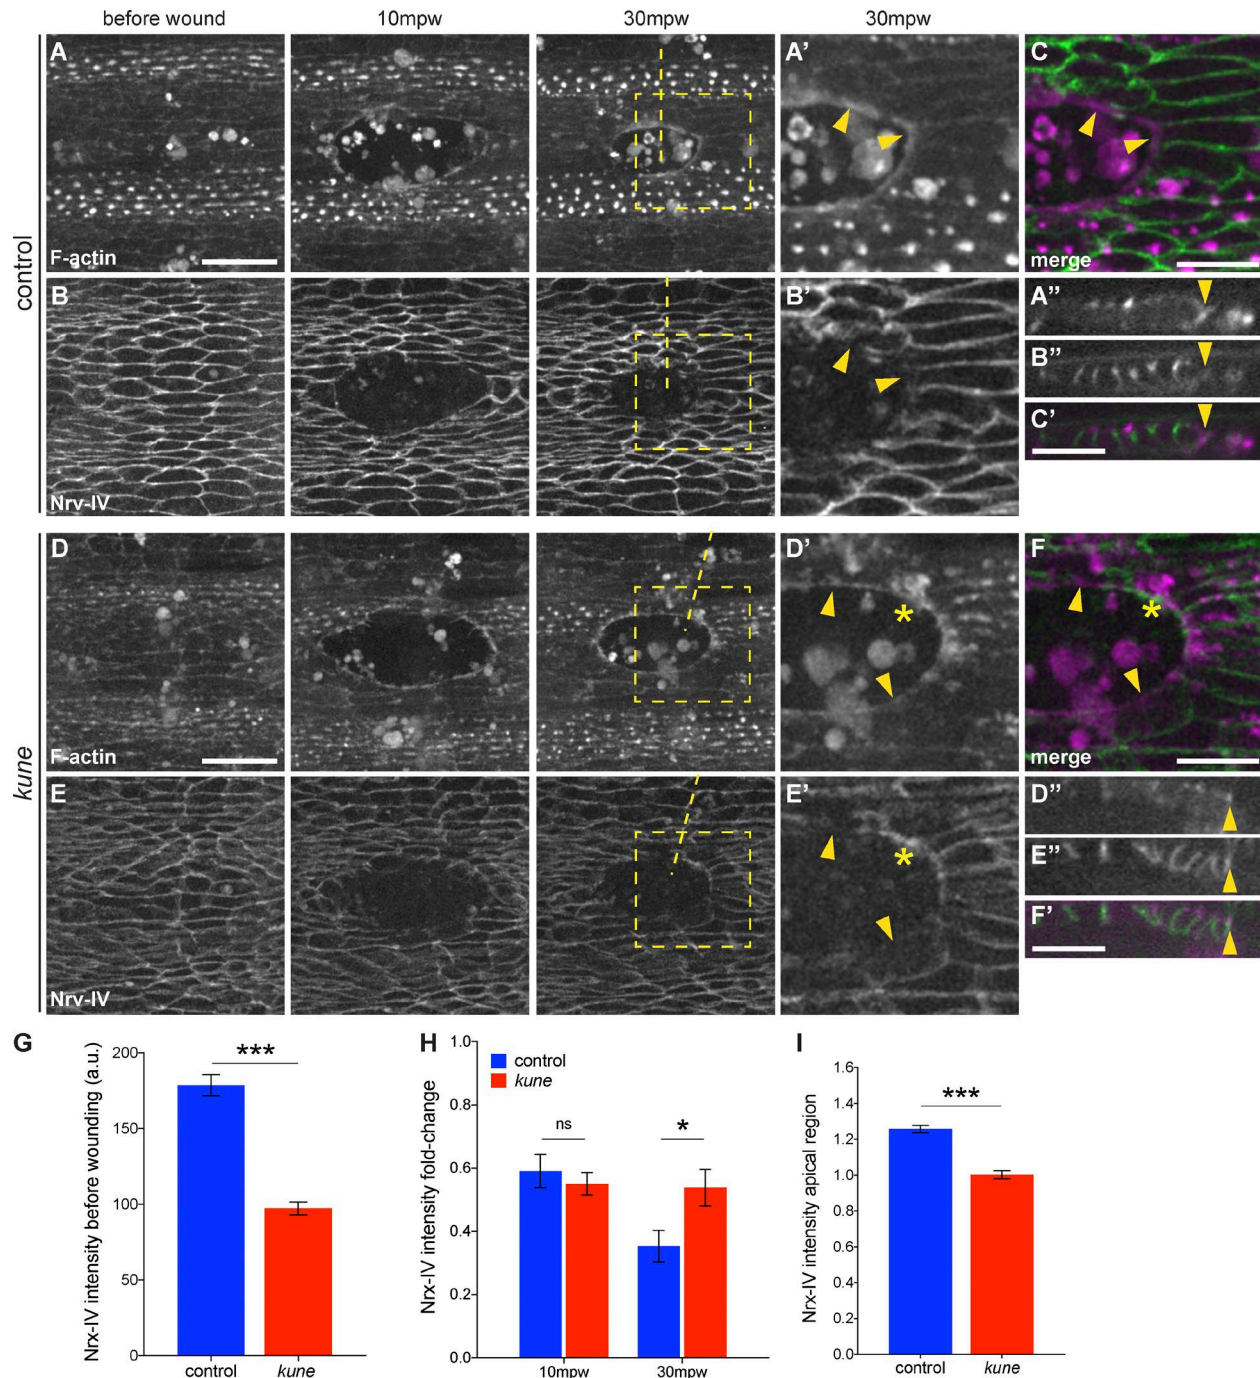 before wound 10mpw 30mpw 30mpw
control
A
F-actin
A’
C
merge
B
Nrv-IV
B’
A’’
B’’
C’
kune
D
F-actin
D’
*
F
*
merge
E
Nrv-IV
E’
*
D’’
E’’
F’
G
Nrx-IV intensity before wounding (a.u.)
200
150
100
50
0
***
control kune
H
Nrx-IV intensity fold-change
1.0
0.8
0.6
0.4
0.2
0.0
control
kune
ns
*
10mpw 30mpw
I
Nrx-IV intensity apical region
1.6
1.4
1.2
1.0
0.8
0.6
0.4
0.2
0.0
***
control kune